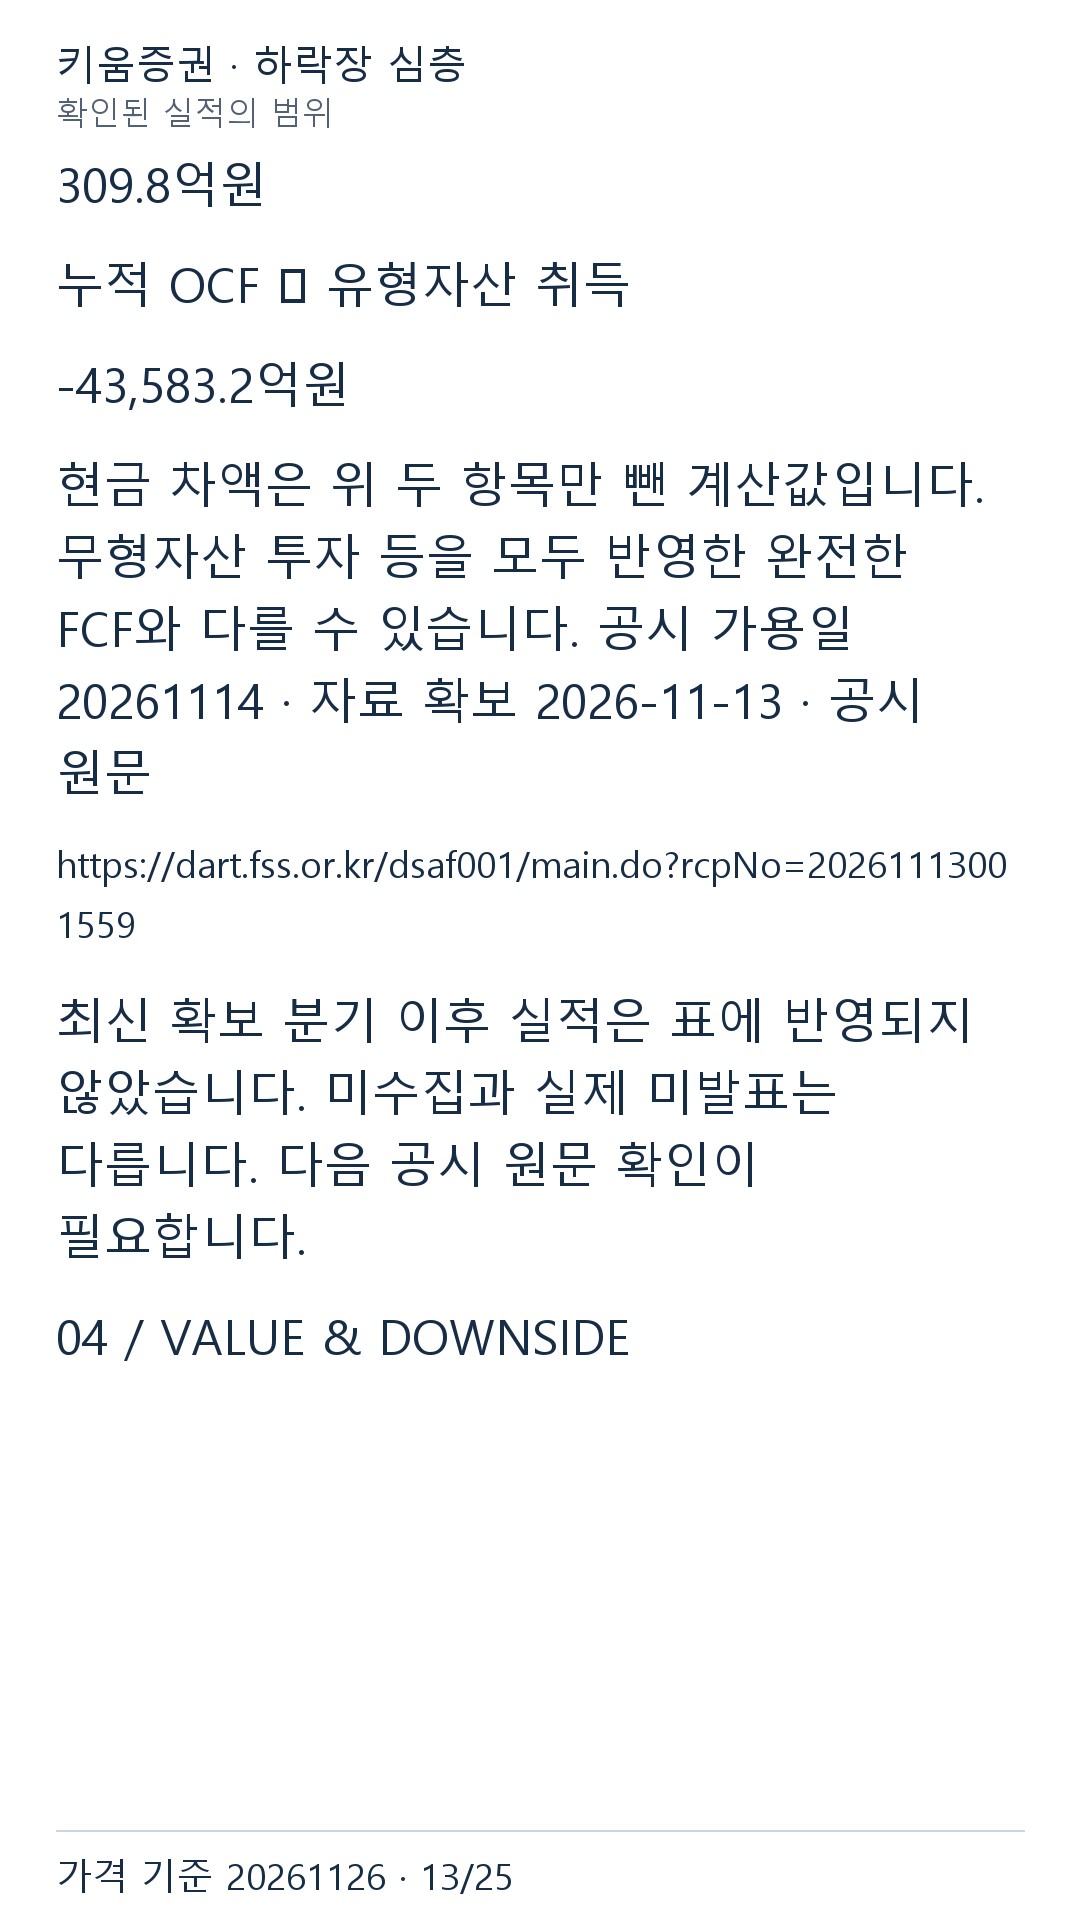 키움증권 · 하락장 심층
확인된 실적의 범위
309.8억원
누적 OCF 유형자산 취득
-43,583.2억원
현금 차액은 위 두 항목만 뺀 계산값입니다.
무형자산 투자 등을 모두 반영한 완전한
FCF와 다를 수 있습니다. 공시 가용일
20261114 · 자료 확보 2026-11-13 · 공시
원문
https://dart.fss.or.kr/dsaf001/main.do?rcpNo=2026111300
1559
최신 확보 분기 이후 실적은 표에 반영되지
않았습니다. 미수집과 실제 미발표는
다릅니다. 다음 공시 원문 확인이
필요합니다.
04 / VALUE & DOWNSIDE
가격 기준 20261126 · 13/25